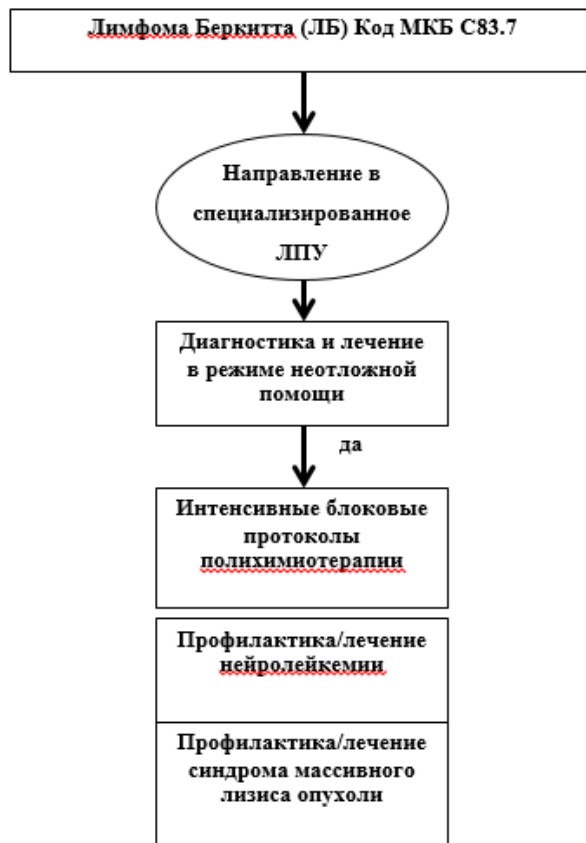 Лимфома Беркитта (ЛБ) Код МКБ C83.7
Направление в
специализированное
ЛПУ
Диагностика и лечение
в режиме неотложной
помощи
да
Интенсивные блоковые
протоколы
полихимиотерапии
Профилактика/лечение
нейролейкемии
Профилактика/лечение
синдрома массивного
лизиса опухоли